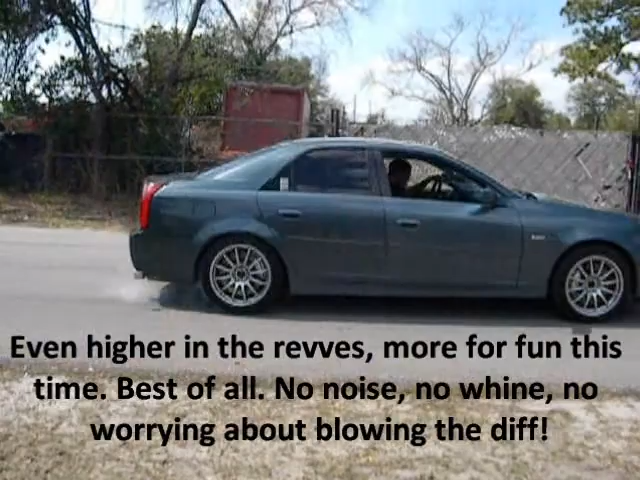 Even higher in the revves, more for fun this
time. Best of all. No noise, no whine, no
worrying about blowing the diff!